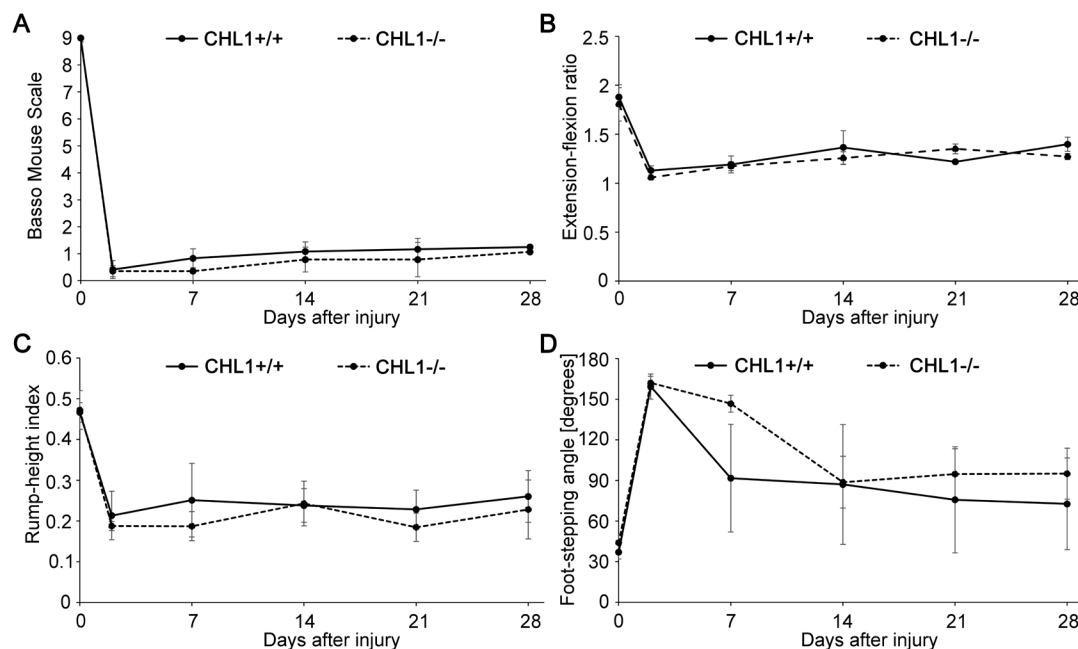 A
CHL1+/+ CHL1-/-
Basso Mouse Scale
9
8
7
6
5
4
3
2
1
0
0 7 14 21 28
Days after injury
B
CHL1+/+ CHL1-/-
Extension-flexion ratio
2.5
2
1.5
1
0.5
0
0 7 14 21 28
Days after injury
C
CHL1+/+ CHL1-/-
Rump-height index
0.6
0.5
0.4
0.3
0.2
0.1
0
0 7 14 21 28
Days after injury
D
CHL1+/+ CHL1-/-
Foot-stepping angle [degrees]
180
150
120
90
60
30
0
0 7 14 21 28
Days after injury